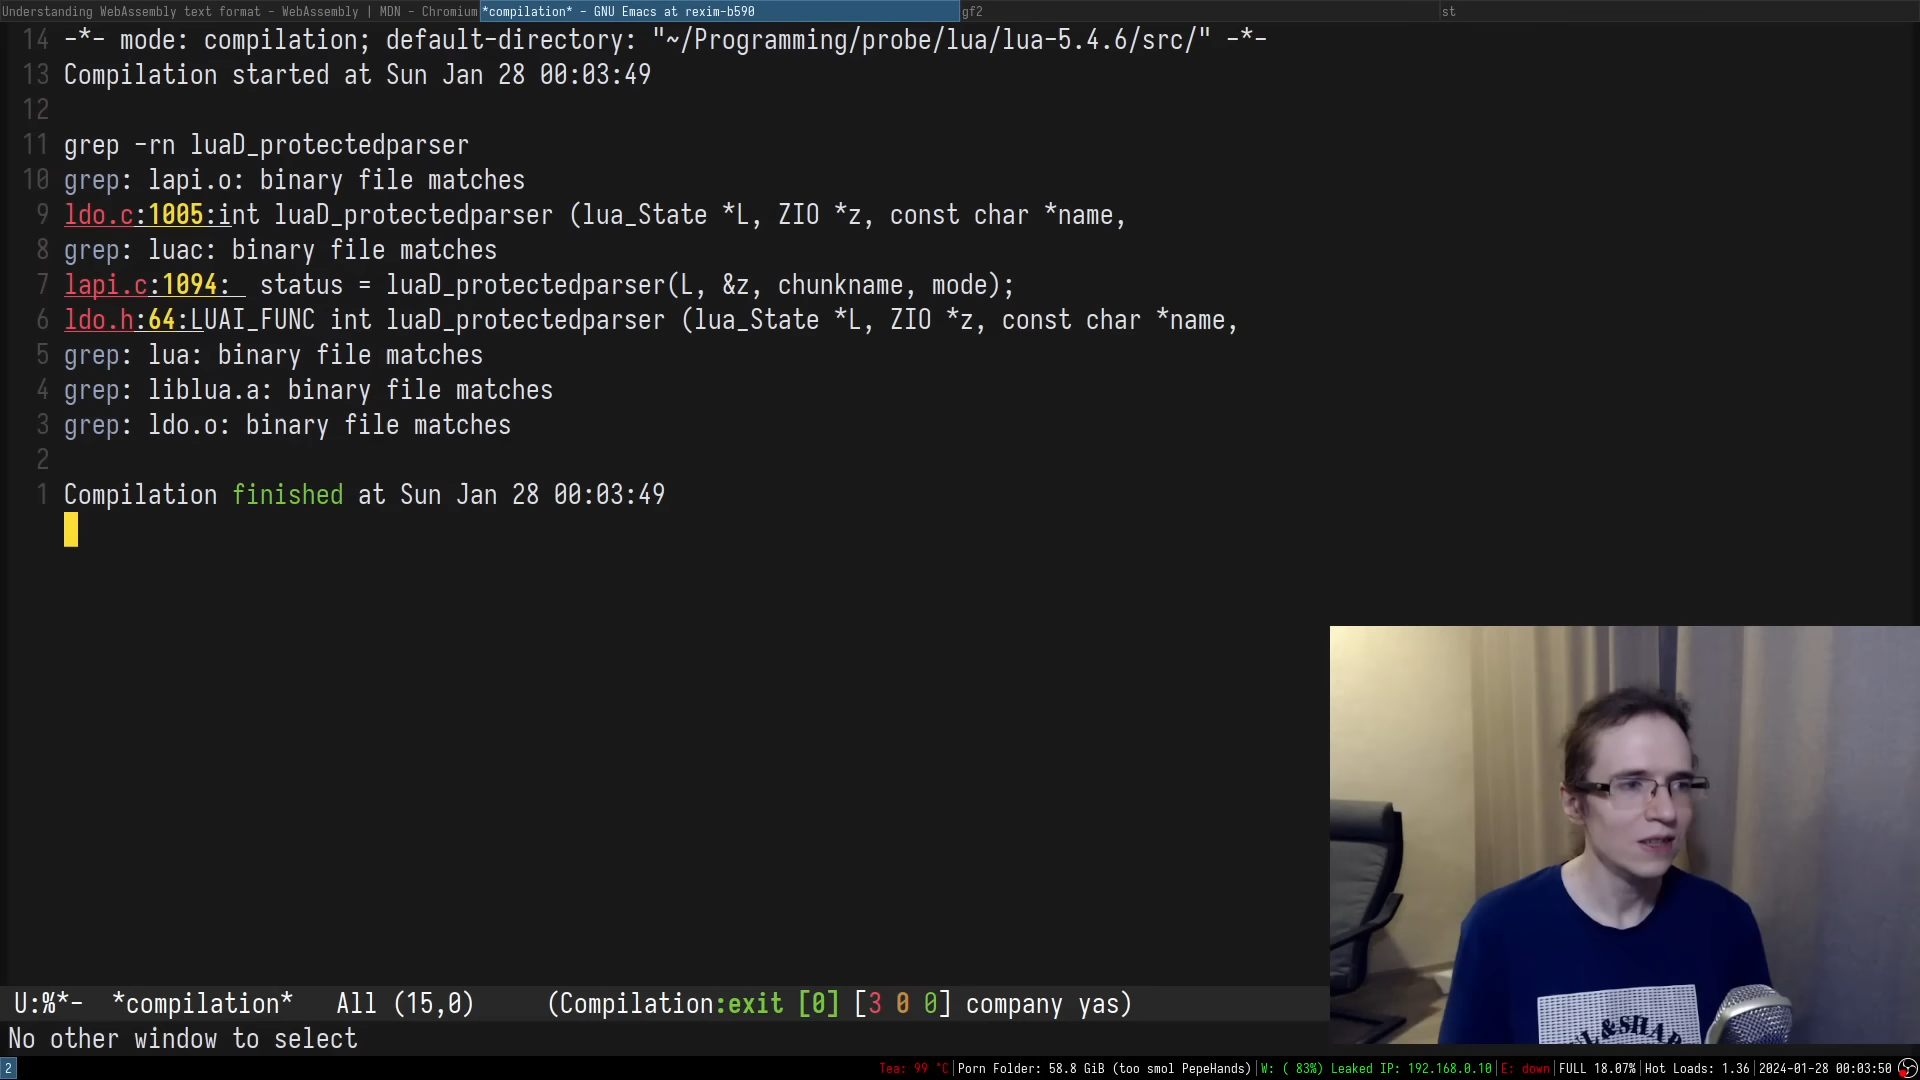 Understanding WebAssembly text format - WebAssembly | MDN - Chromium
*compilation* - GNU Emacs at rexim-b590
gf2
st
14 -*- mode: compilation; default-directory: "~/Programming/probe/lua/lua-5.4.6/src/" -*-
13 Compilation started at Sun Jan 28 00:03:49
12
11 grep -rn luaD_protectedparser
10 grep: lapi.o: binary file matches
9 ldo.c:1005:int luaD_protectedparser (lua_State *L, ZIO *z, const char *name,
8 grep: luac: binary file matches
7 lapi.c:1094:  status = luaD_protectedparser(L, &z, chunkname, mode);
6 ldo.h:64:LUAI_FUNC int luaD_protectedparser (lua_State *L, ZIO *z, const char *name,
5 grep: lua: binary file matches
4 grep: liblua.a: binary file matches
3 grep: ldo.o: binary file matches
2
1 Compilation finished at Sun Jan 28 00:03:49
U:%*-  *compilation*   All (15,0)     (Compilation:exit [0] [3 0 0] company yas)
No other window to select
2
Tea: 99 °C | Porn Folder: 58.8 GiB (too smol PepeHands) | W: ( 83%) Leaked IP: 192.168.0.10 | E: down | FULL 18.07% | Hot Loads: 1.36 | 2024-01-28 00:03:50